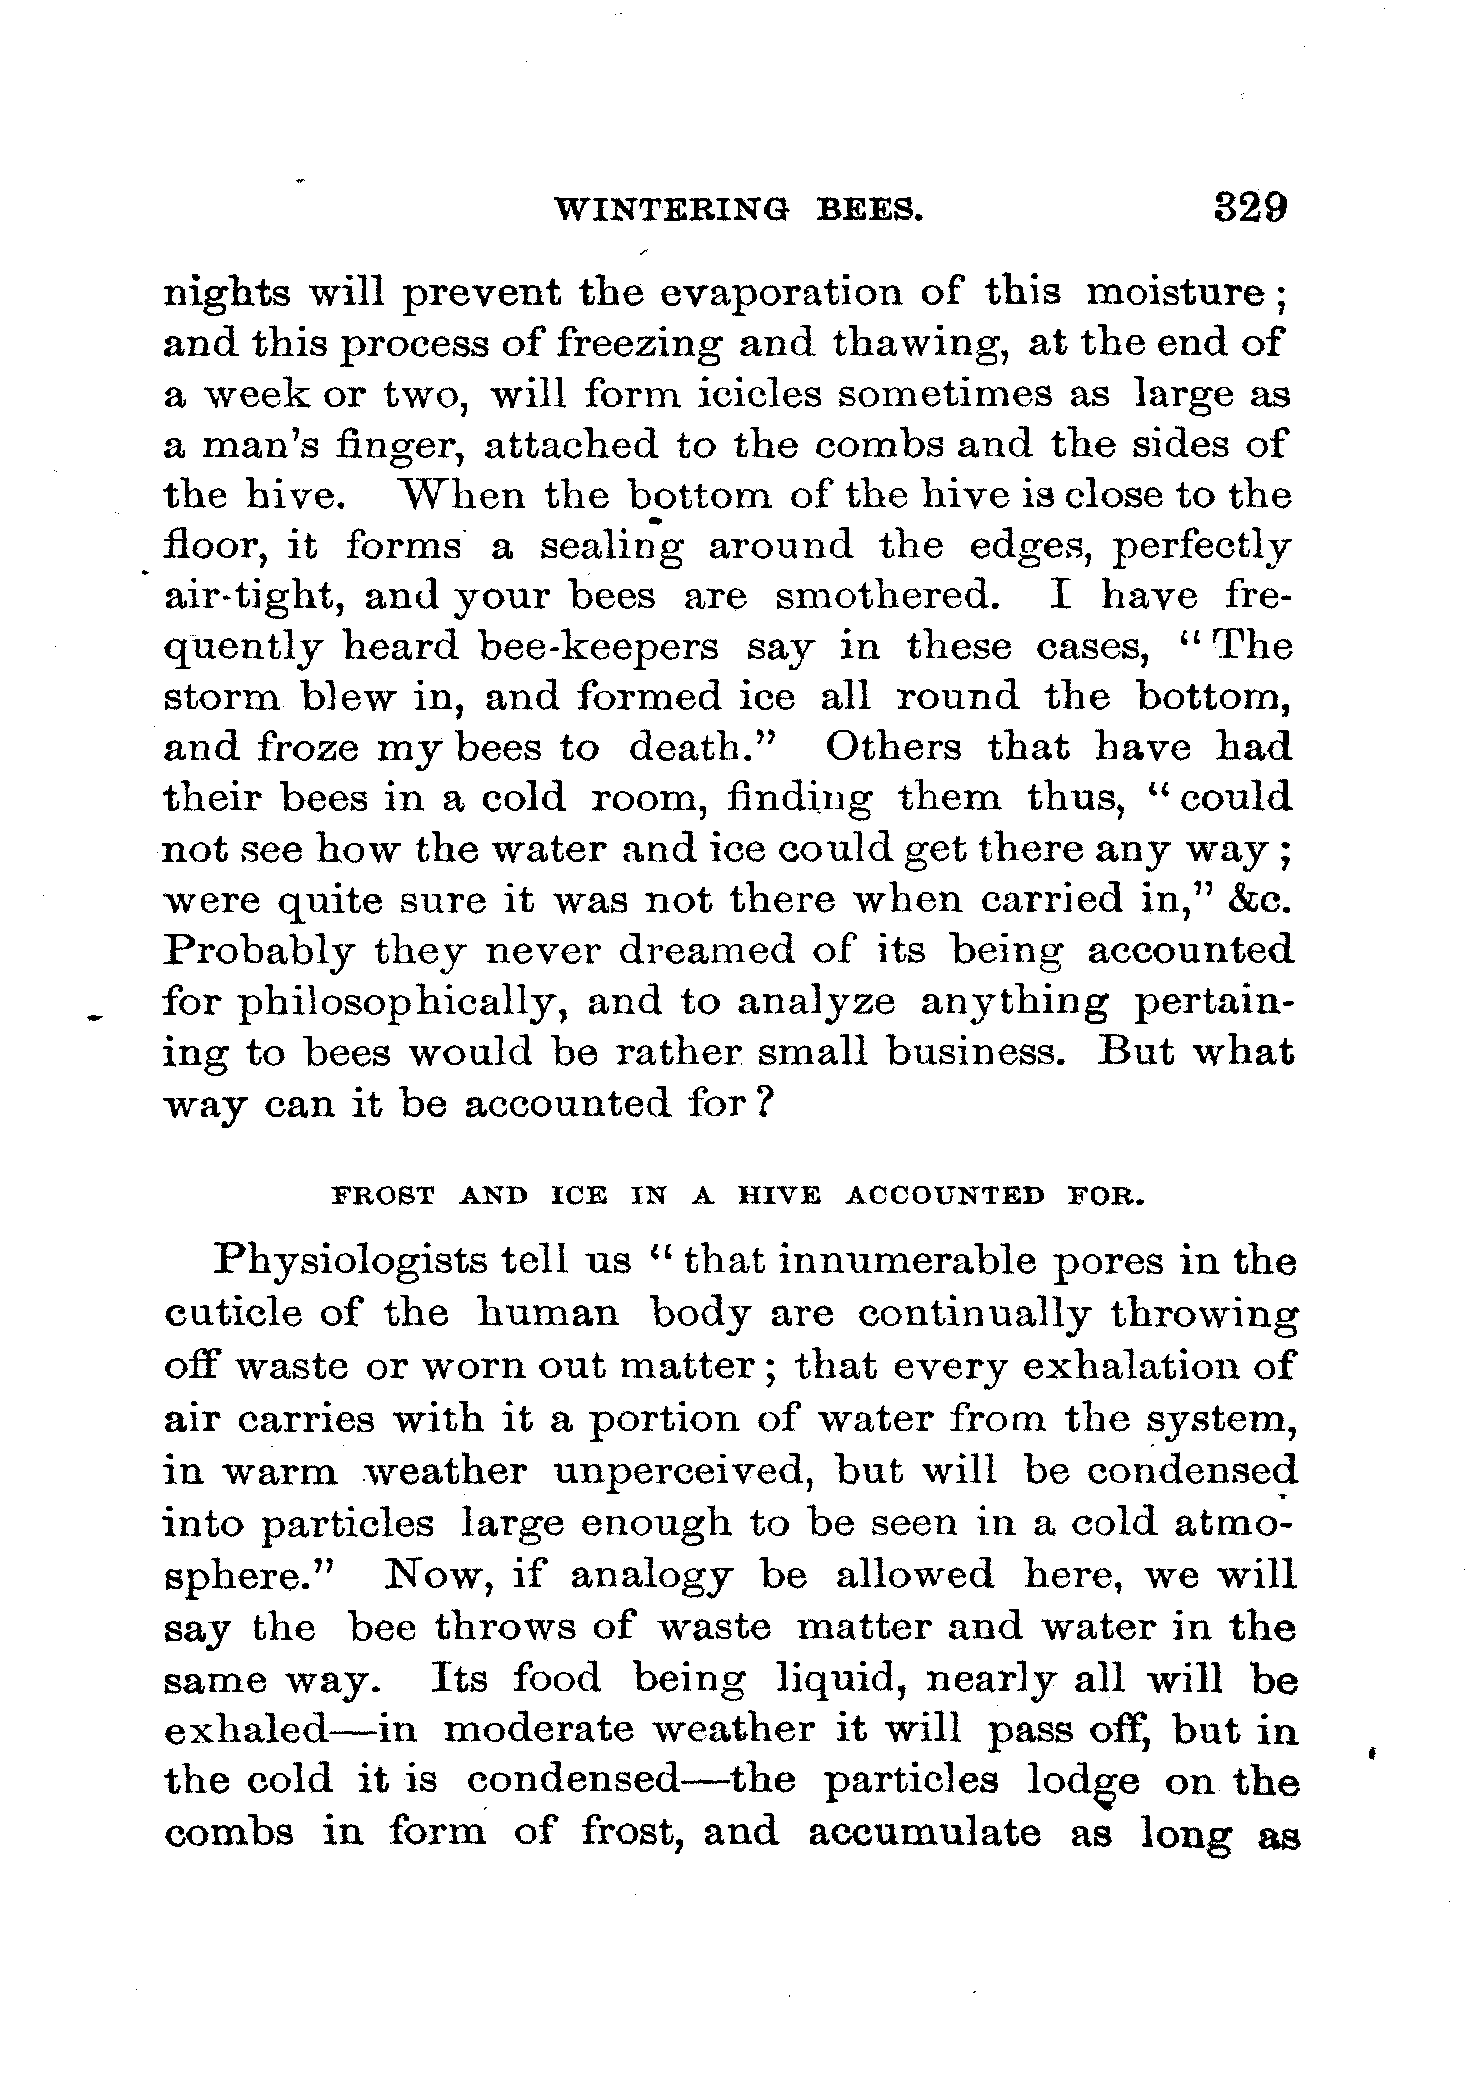 WINTERING BEES. 329
nights will prevent the evaporation of this moisture ;
and this process of freezing and thawing, at the end of
a week or two, will form icicles sometimes as large as
a man's finger, attached to the combs and the sides of
the hive. When the bottom of the hive is close to the
floor, it forms a sealing around the edges, perfectly
air-tight, and your bees are smothered. I have fre-
quently heard bee-keepers say in these cases, “ The
storm blew in, and formed ice all round the bottom,
and froze my bees to death.” Others that have had
their bees in a cold room, finding them thus, “ could
not see how the water and ice could get there any way ;
were quite sure it was not there when carried in,” &c.
Probably they never dreamed of its being accounted
for philosophically, and to analyze anything pertain-
ing to bees would be rather small business. But what
way can it be accounted for ?
FROST AND ICE IN A HIVE ACCOUNTED FOR.
Physiologists tell us “ that innumerable pores in the
cuticle of the human body are continually throwing
off waste or worn out matter ; that every exhalation of
air carries with it a portion of water from the system,
in warm weather unperceived, but will be condensed
into particles large enough to be seen in a cold atmo-
sphere.” Now, if analogy be allowed here, we will
say the bee throws of waste matter and water in the
same way. Its food being liquid, nearly all will be
exhaled—in moderate weather it will pass off, but in
the cold it is condensed—the particles lodge on the
combs in form of frost, and accumulate as long as